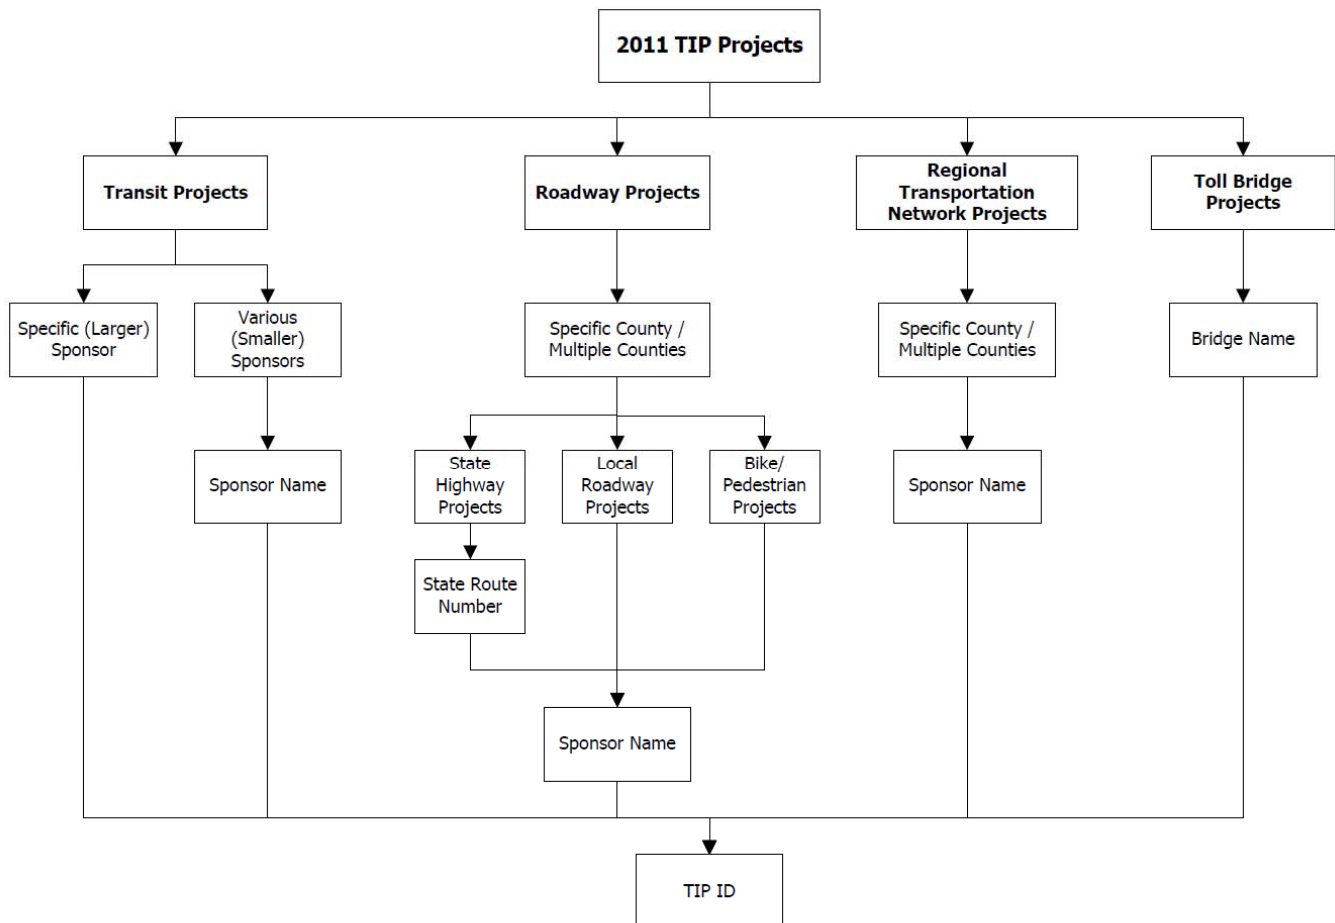 2011 TIP Projects
Transit Projects
Roadway Projects
Regional
Transportation
Network Projects
Toll Bridge
Projects
Specific (Larger)
Sponsor
Various
(Smaller)
Sponsors
Specific County /
Multiple Counties
Specific County /
Multiple Counties
Bridge Name
Sponsor Name
State
Highway
Projects
Local
Roadway
Projects
Bike/
Pedestrian
Projects
Sponsor Name
State Route
Number
Sponsor Name
TIP ID